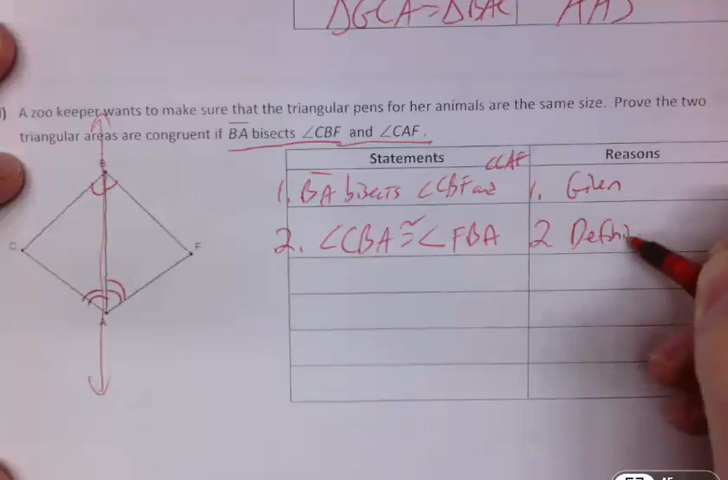 △GCA≅△BAC AAS
A zoo keeper wants to make sure that the triangular pens for her animals are the same size. Prove the two
triangular areas are congruent if BA bisects ∠CBF and ∠CAF.
Statements Reasons
∠CAF
1. BA bisects ∠CBF and 1. Given
2. ∠CBA≅∠FBA 2 Defini
B
C
F
A